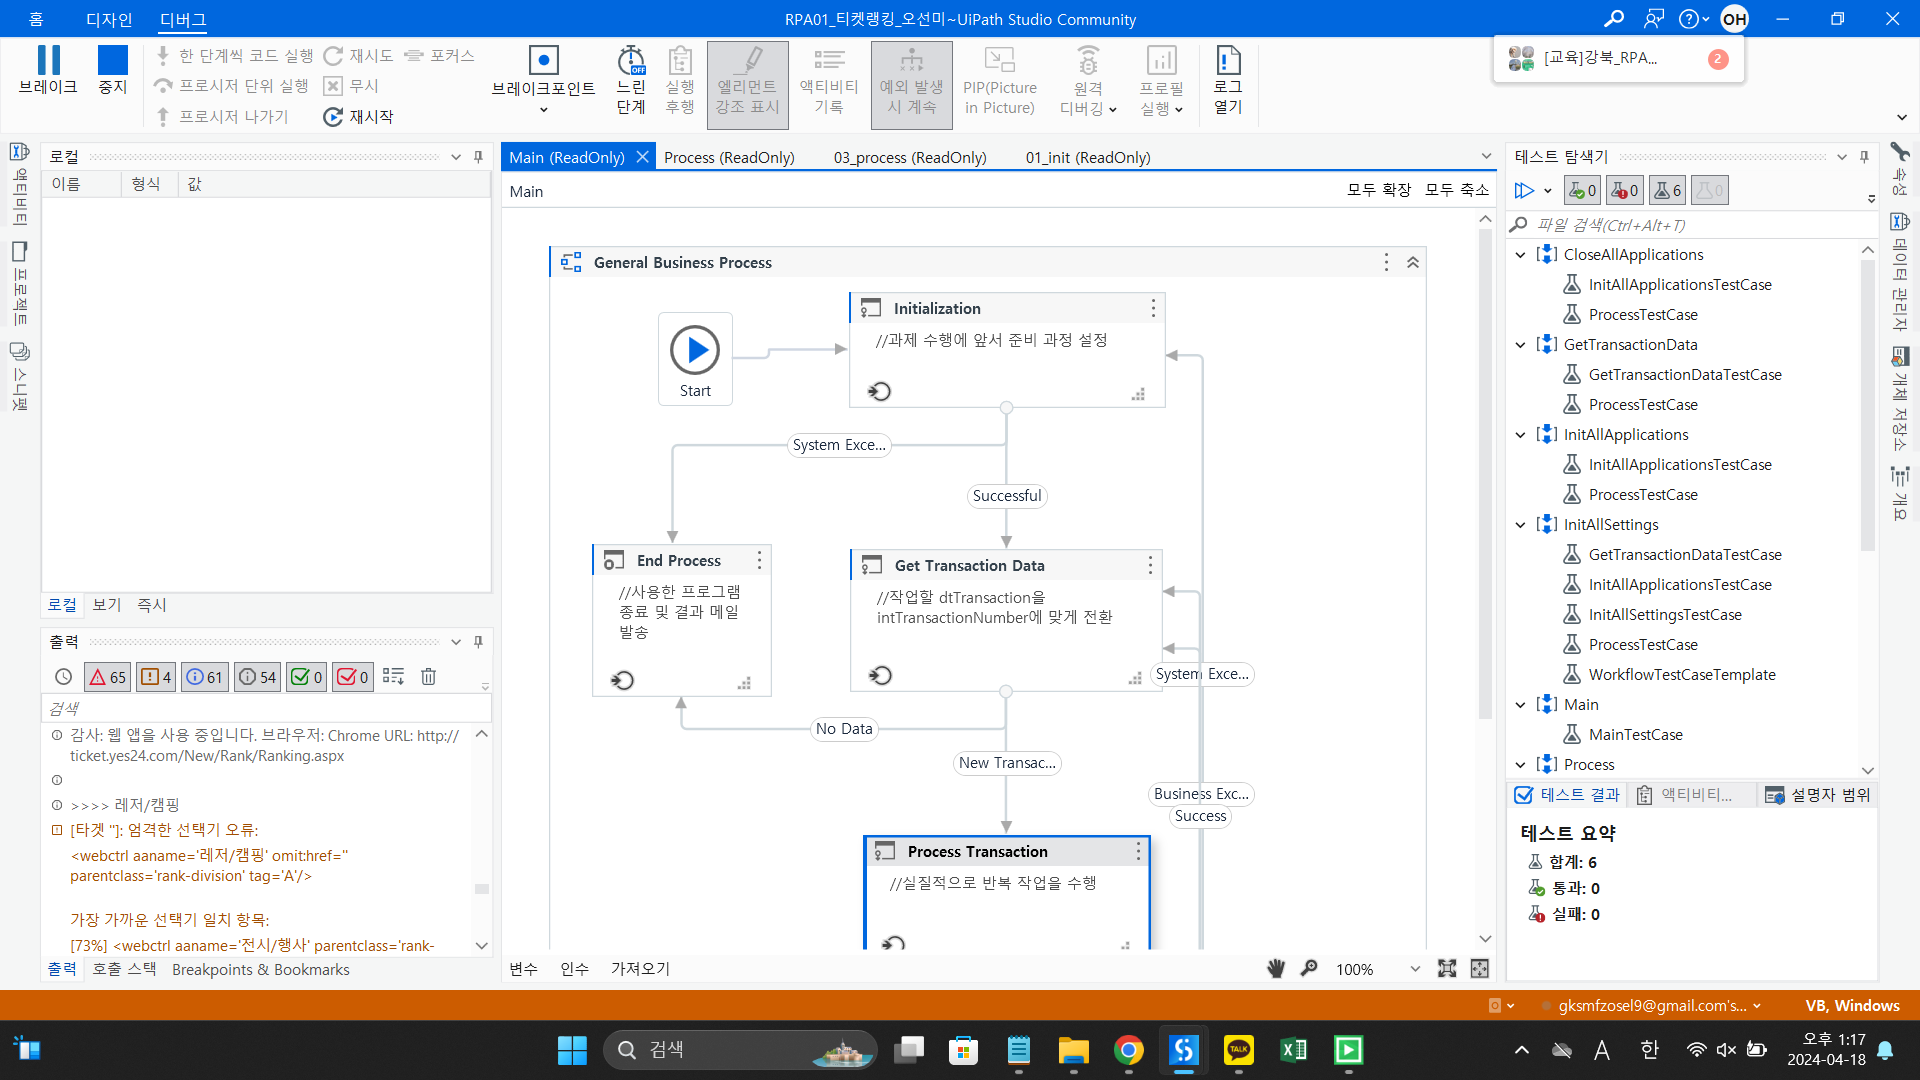 홈
디자인
디버그
RPA01_티켓랭킹_오선미~UiPath Studio Community
OH
[교육]강북_RPA...
2
브레이크
중지
한 단계씩 코드 실행
프로시저 단위 실행
프로시저 나가기
재시도
무시
재시작
포커스
브레이크포인트
OFF
느린
단계
실행
후행
엘리먼트
강조 표시
액티비티
기록
예외 발생
시 계속
PIP(Picture
in Picture)
원격
디버깅
프로필
실행
로그
열기
액티비티
프로젝트
스니펫
로컬
이름
형식
값
로컬
보기
즉시
출력
65
4
61
54
0
0
검색
감사: 웹 앱을 사용 중입니다. 브라우저: Chrome URL: http://
ticket.yes24.com/New/Rank/Ranking.aspx
>>>> 레저/캠핑
[타겟 '']: 엄격한 선택기 오류:
<webctrl aaname='레저/캠핑' omit:href=''
parentclass='rank-division' tag='A'/>
가장 가까운 선택기 일치 항목:
[73%] <webctrl aaname='전시/행사' parentclass='rank-
출력
호출 스택
Breakpoints & Bookmarks
Main (ReadOnly)
Process (ReadOnly)
03_process (ReadOnly)
01_init (ReadOnly)
Main
모두 확장
모두 축소
General Business Process
Start
Initialization
//과제 수행에 앞서 준비 과정 설정
System Exce...
Successful
End Process
//사용한 프로그램
종료 및 결과 메일
발송
Get Transaction Data
//작업할 dtTransaction을
intTransactionNumber에 맞게 전환
System Exce...
No Data
New Transac...
Business Exc...
Success
Process Transaction
//실질적으로 반복 작업을 수행
변수
인수
가져오기
100%
테스트 탐색기
0
0
6
0
파일 검색(Ctrl+Alt+T)
CloseAllApplications
InitAllApplicationsTestCase
ProcessTestCase
GetTransactionData
GetTransactionDataTestCase
ProcessTestCase
InitAllApplications
InitAllApplicationsTestCase
ProcessTestCase
InitAllSettings
GetTransactionDataTestCase
InitAllApplicationsTestCase
InitAllSettingsTestCase
ProcessTestCase
WorkflowTestCaseTemplate
Main
MainTestCase
Process
테스트 결과
액티비티...
설명자 범위
테스트 요약
합계: 6
통과: 0
실패: 0
속성
데이터 관리자
개체 저장소
개요
gksmfzosel9@gmail.com's...
VB, Windows
검색
TALK
A
한
오후 1:17
2024-04-18